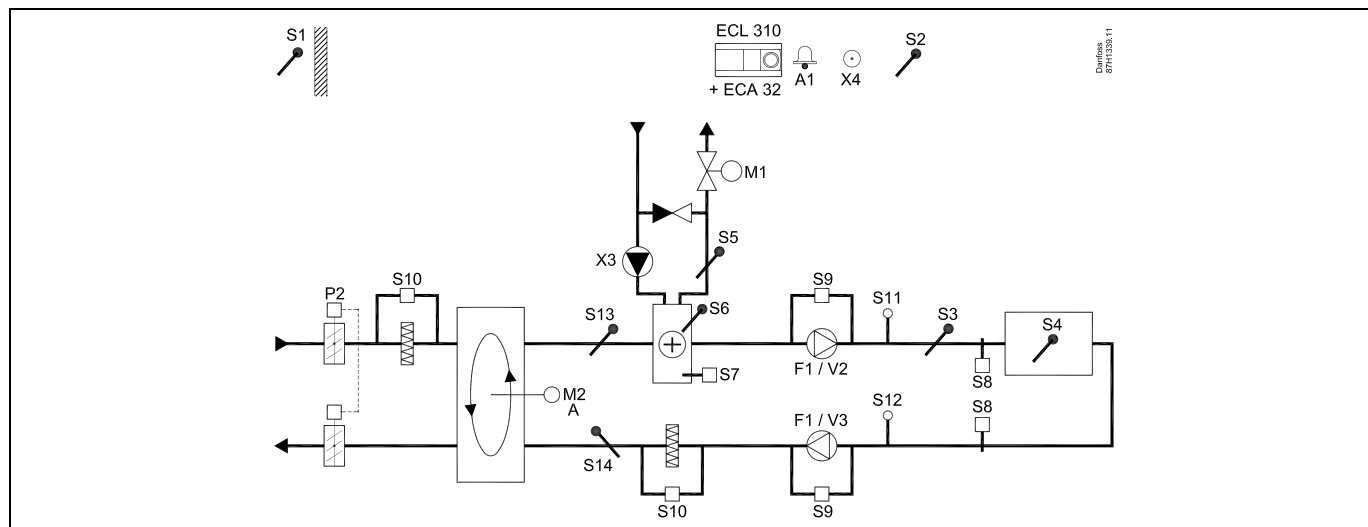 S1
ECL 310
+ ECA 32
A1
X4
S2
Danfoss
87H1339.11
M1
X3
S5
P2
S10
S13
S6
S7
S9
F1 / V2
S11
S3
S8
S4
M2
A
S14
S10
F1 / V3
S9
S12
S8